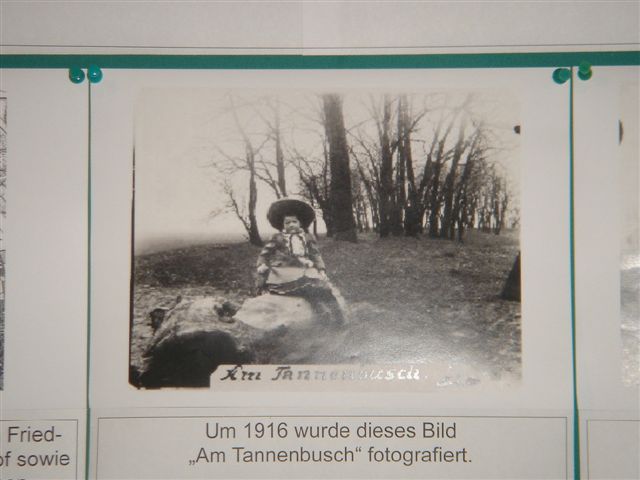 Am Tannenbusch.
Fried-
of sowie
Um 1916 wurde dieses Bild
„Am Tannenbusch“ fotografiert.